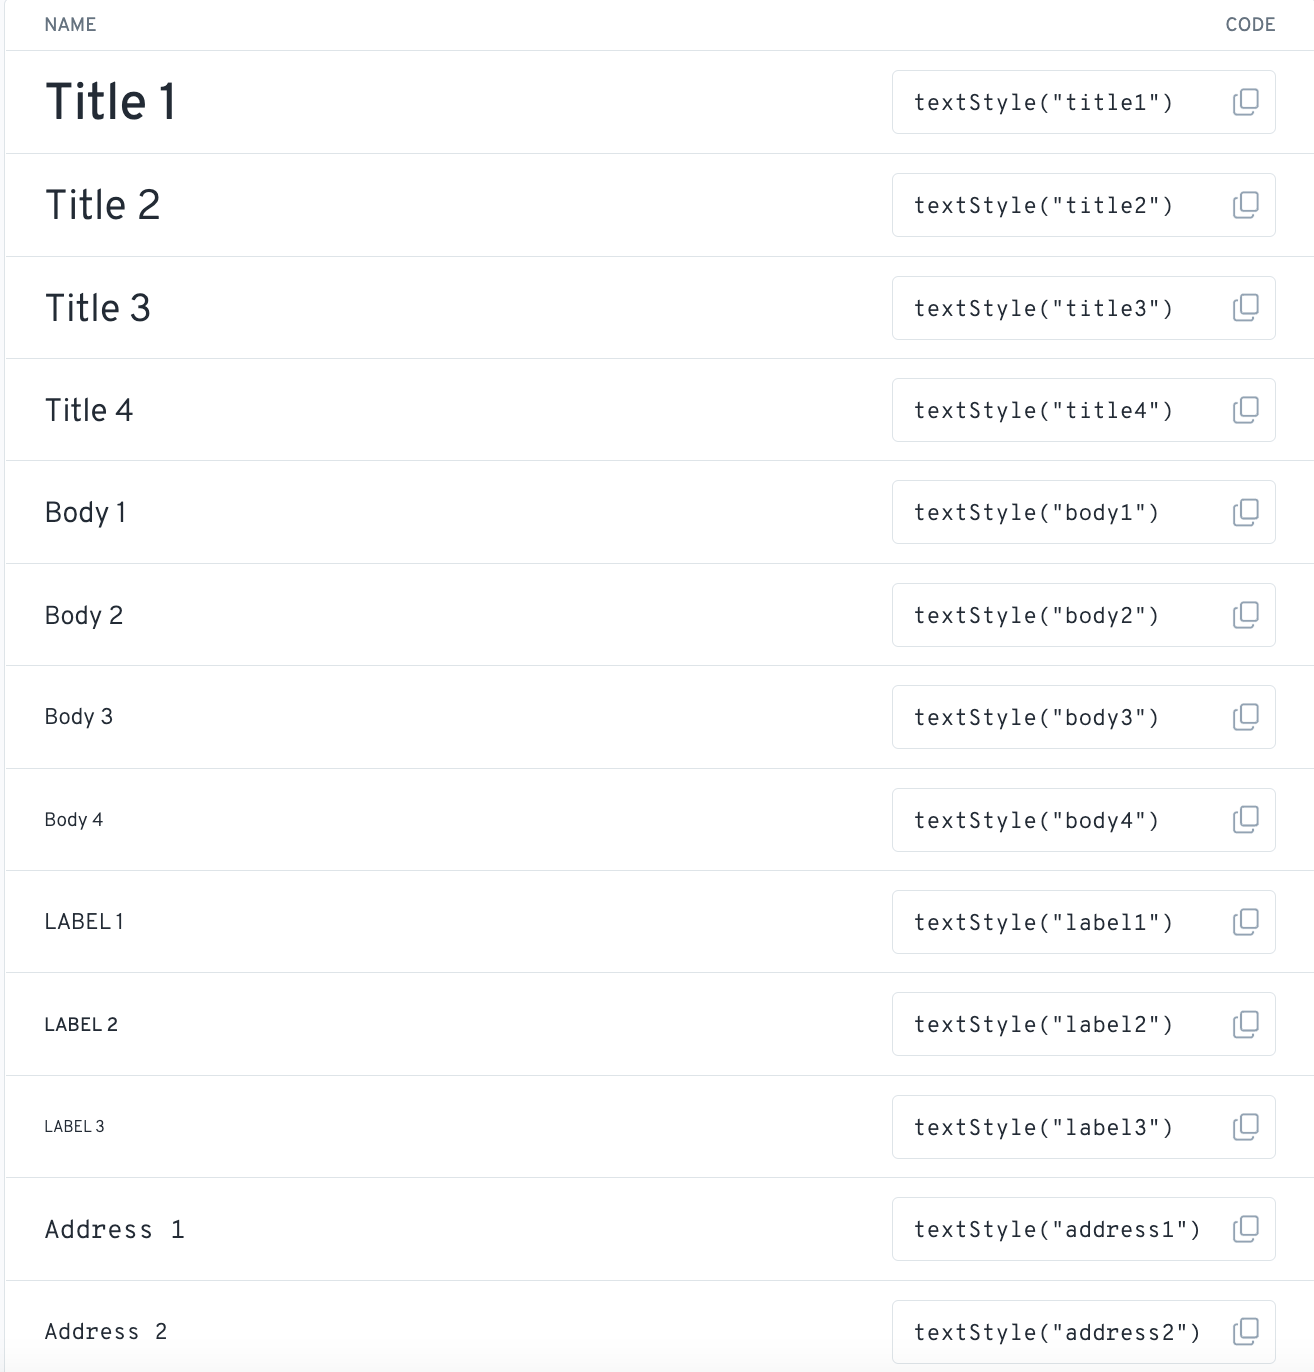 NAME CODE
Title 1 textStyle("title1")
Title 2 textStyle("title2")
Title 3 textStyle("title3")
Title 4 textStyle("title4")
Body 1 textStyle("body1")
Body 2 textStyle("body2")
Body 3 textStyle("body3")
Body 4 textStyle("body4")
LABEL 1 textStyle("label1")
LABEL 2 textStyle("label2")
LABEL 3 textStyle("label3")
Address 1 textStyle("address1")
Address 2 textStyle("address2")